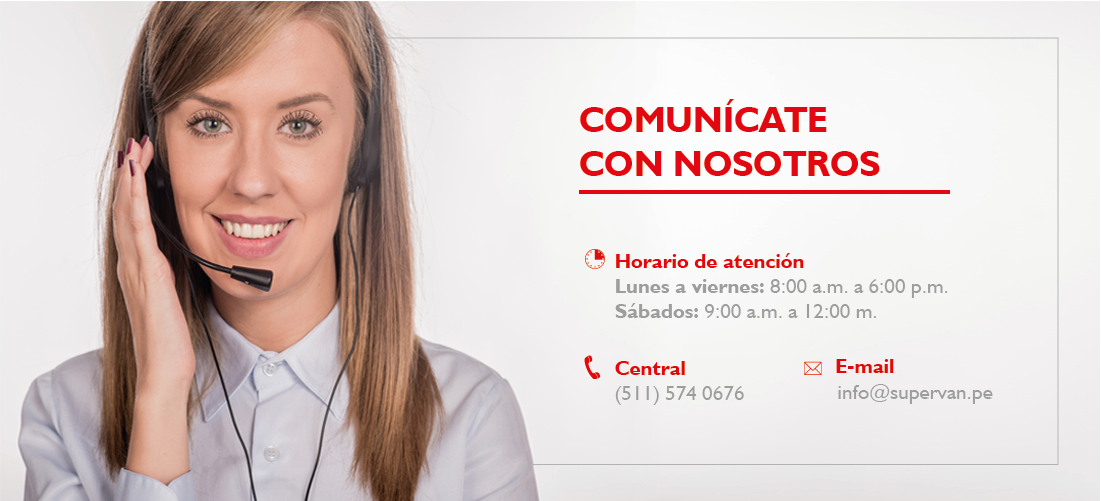 COMUNÍCATE
CON NOSOTROS
Horario de atención
Lunes a viernes: 8:00 a.m. a 6:00 p.m.
Sábados: 9:00 a.m. a 12:00 m.
Central
(511) 574 0676
E-mail
info@supervan.pe